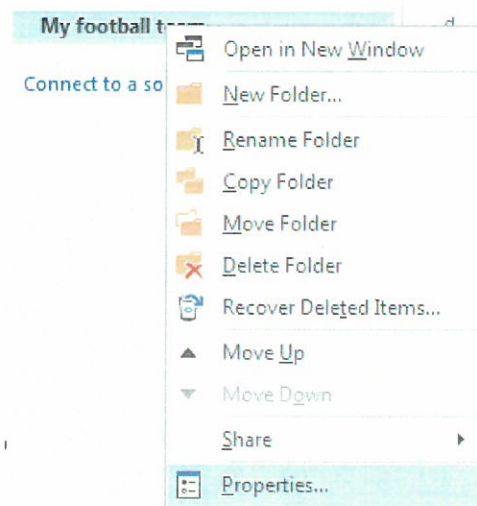 My football
Open in New Window
Connect to a so
New Folder...
Rename Folder
Copy Folder
Move Folder
Delete Folder
Recover Deleted Items...
Move Up
Move Down
Share
Properties...